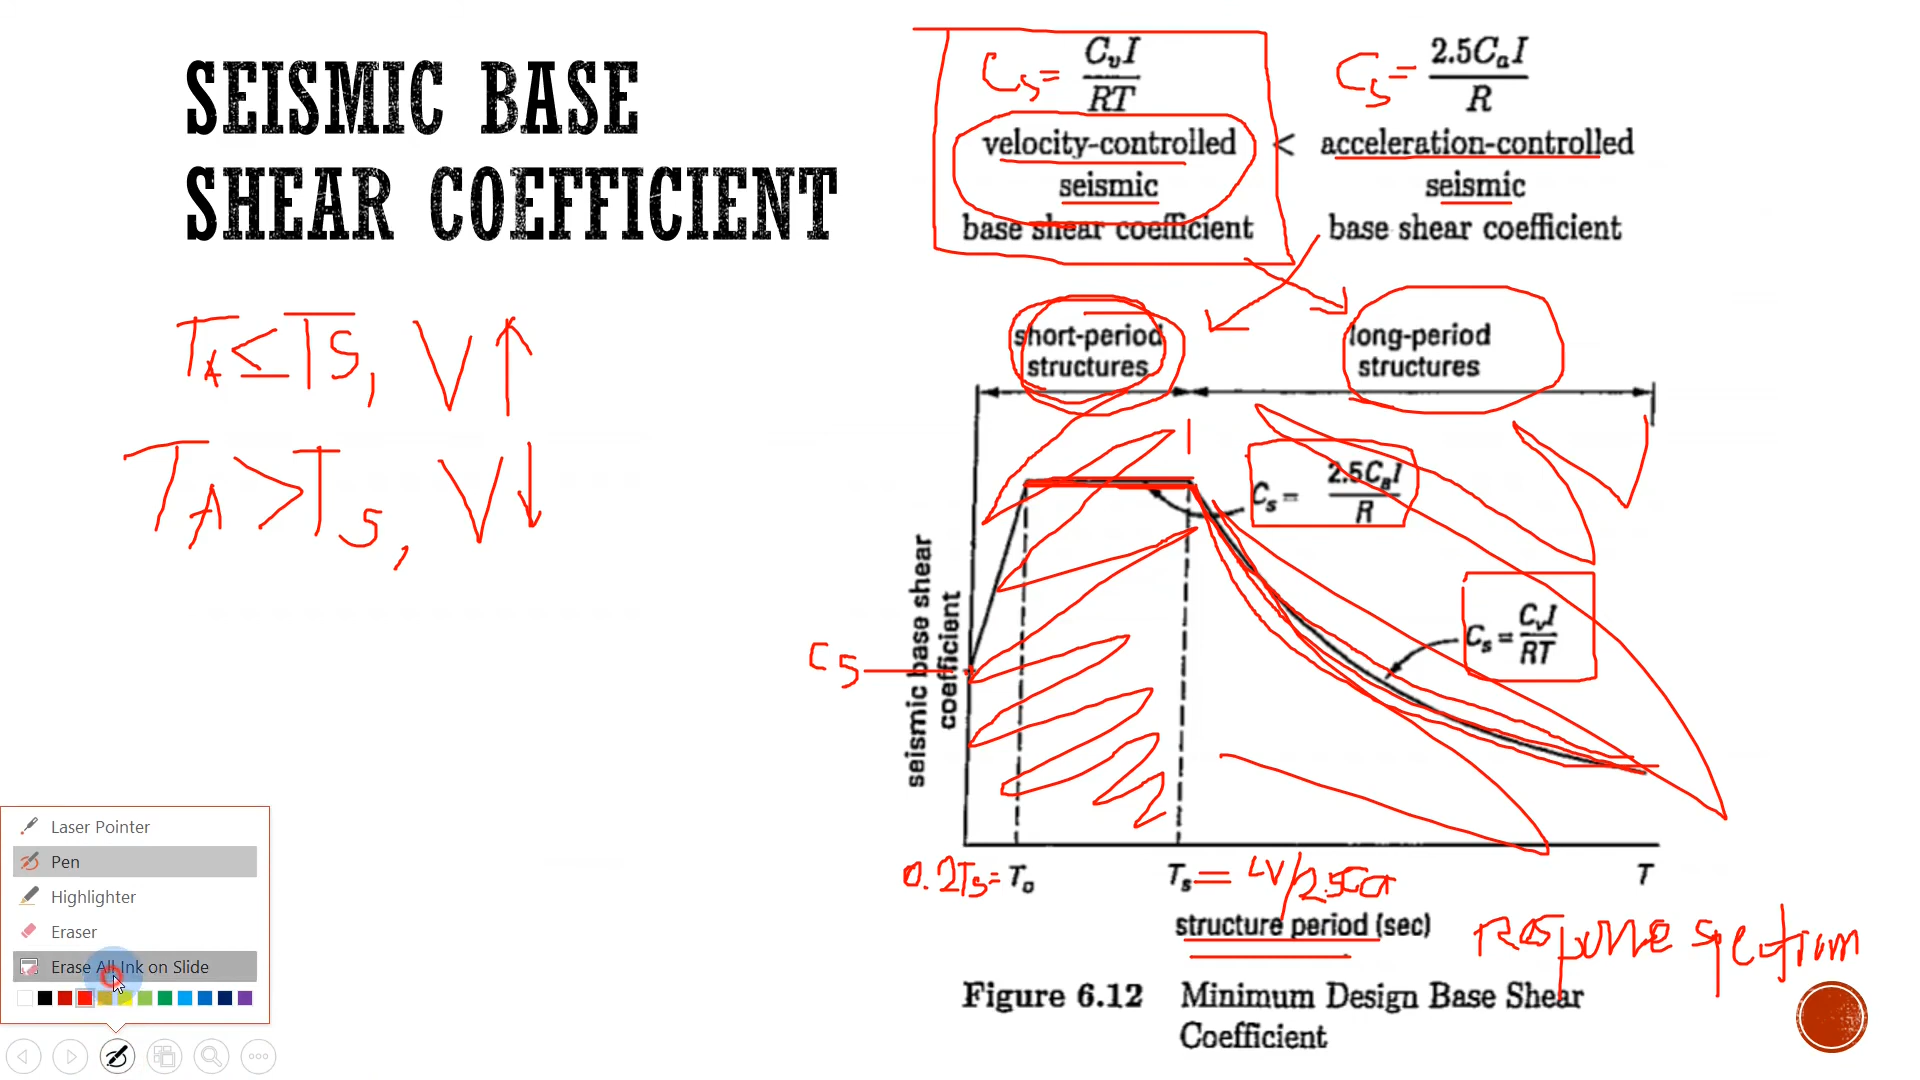 SEISMIC BASE
SHEAR COEFFICIENT
Cs = CvI / RT
velocity-controlled
seismic
base shear coefficient
<
Cs = 2.5CaI / R
acceleration-controlled
seismic
base shear coefficient
TA ≤ TS, V ↑
TA > TS, V ↓
short-period
structures
long-period
structures
Cs = 2.5CaI / R
Cs = CvI / RT
seismic base shear
coefficient
CS
0.2Ts = To
Ts =
T
structure period (sec)
Response spectrum
Figure 6.12 Minimum Design Base Shear
Coefficient
Laser Pointer
Pen
Highlighter
Eraser
Erase All Ink on Slide